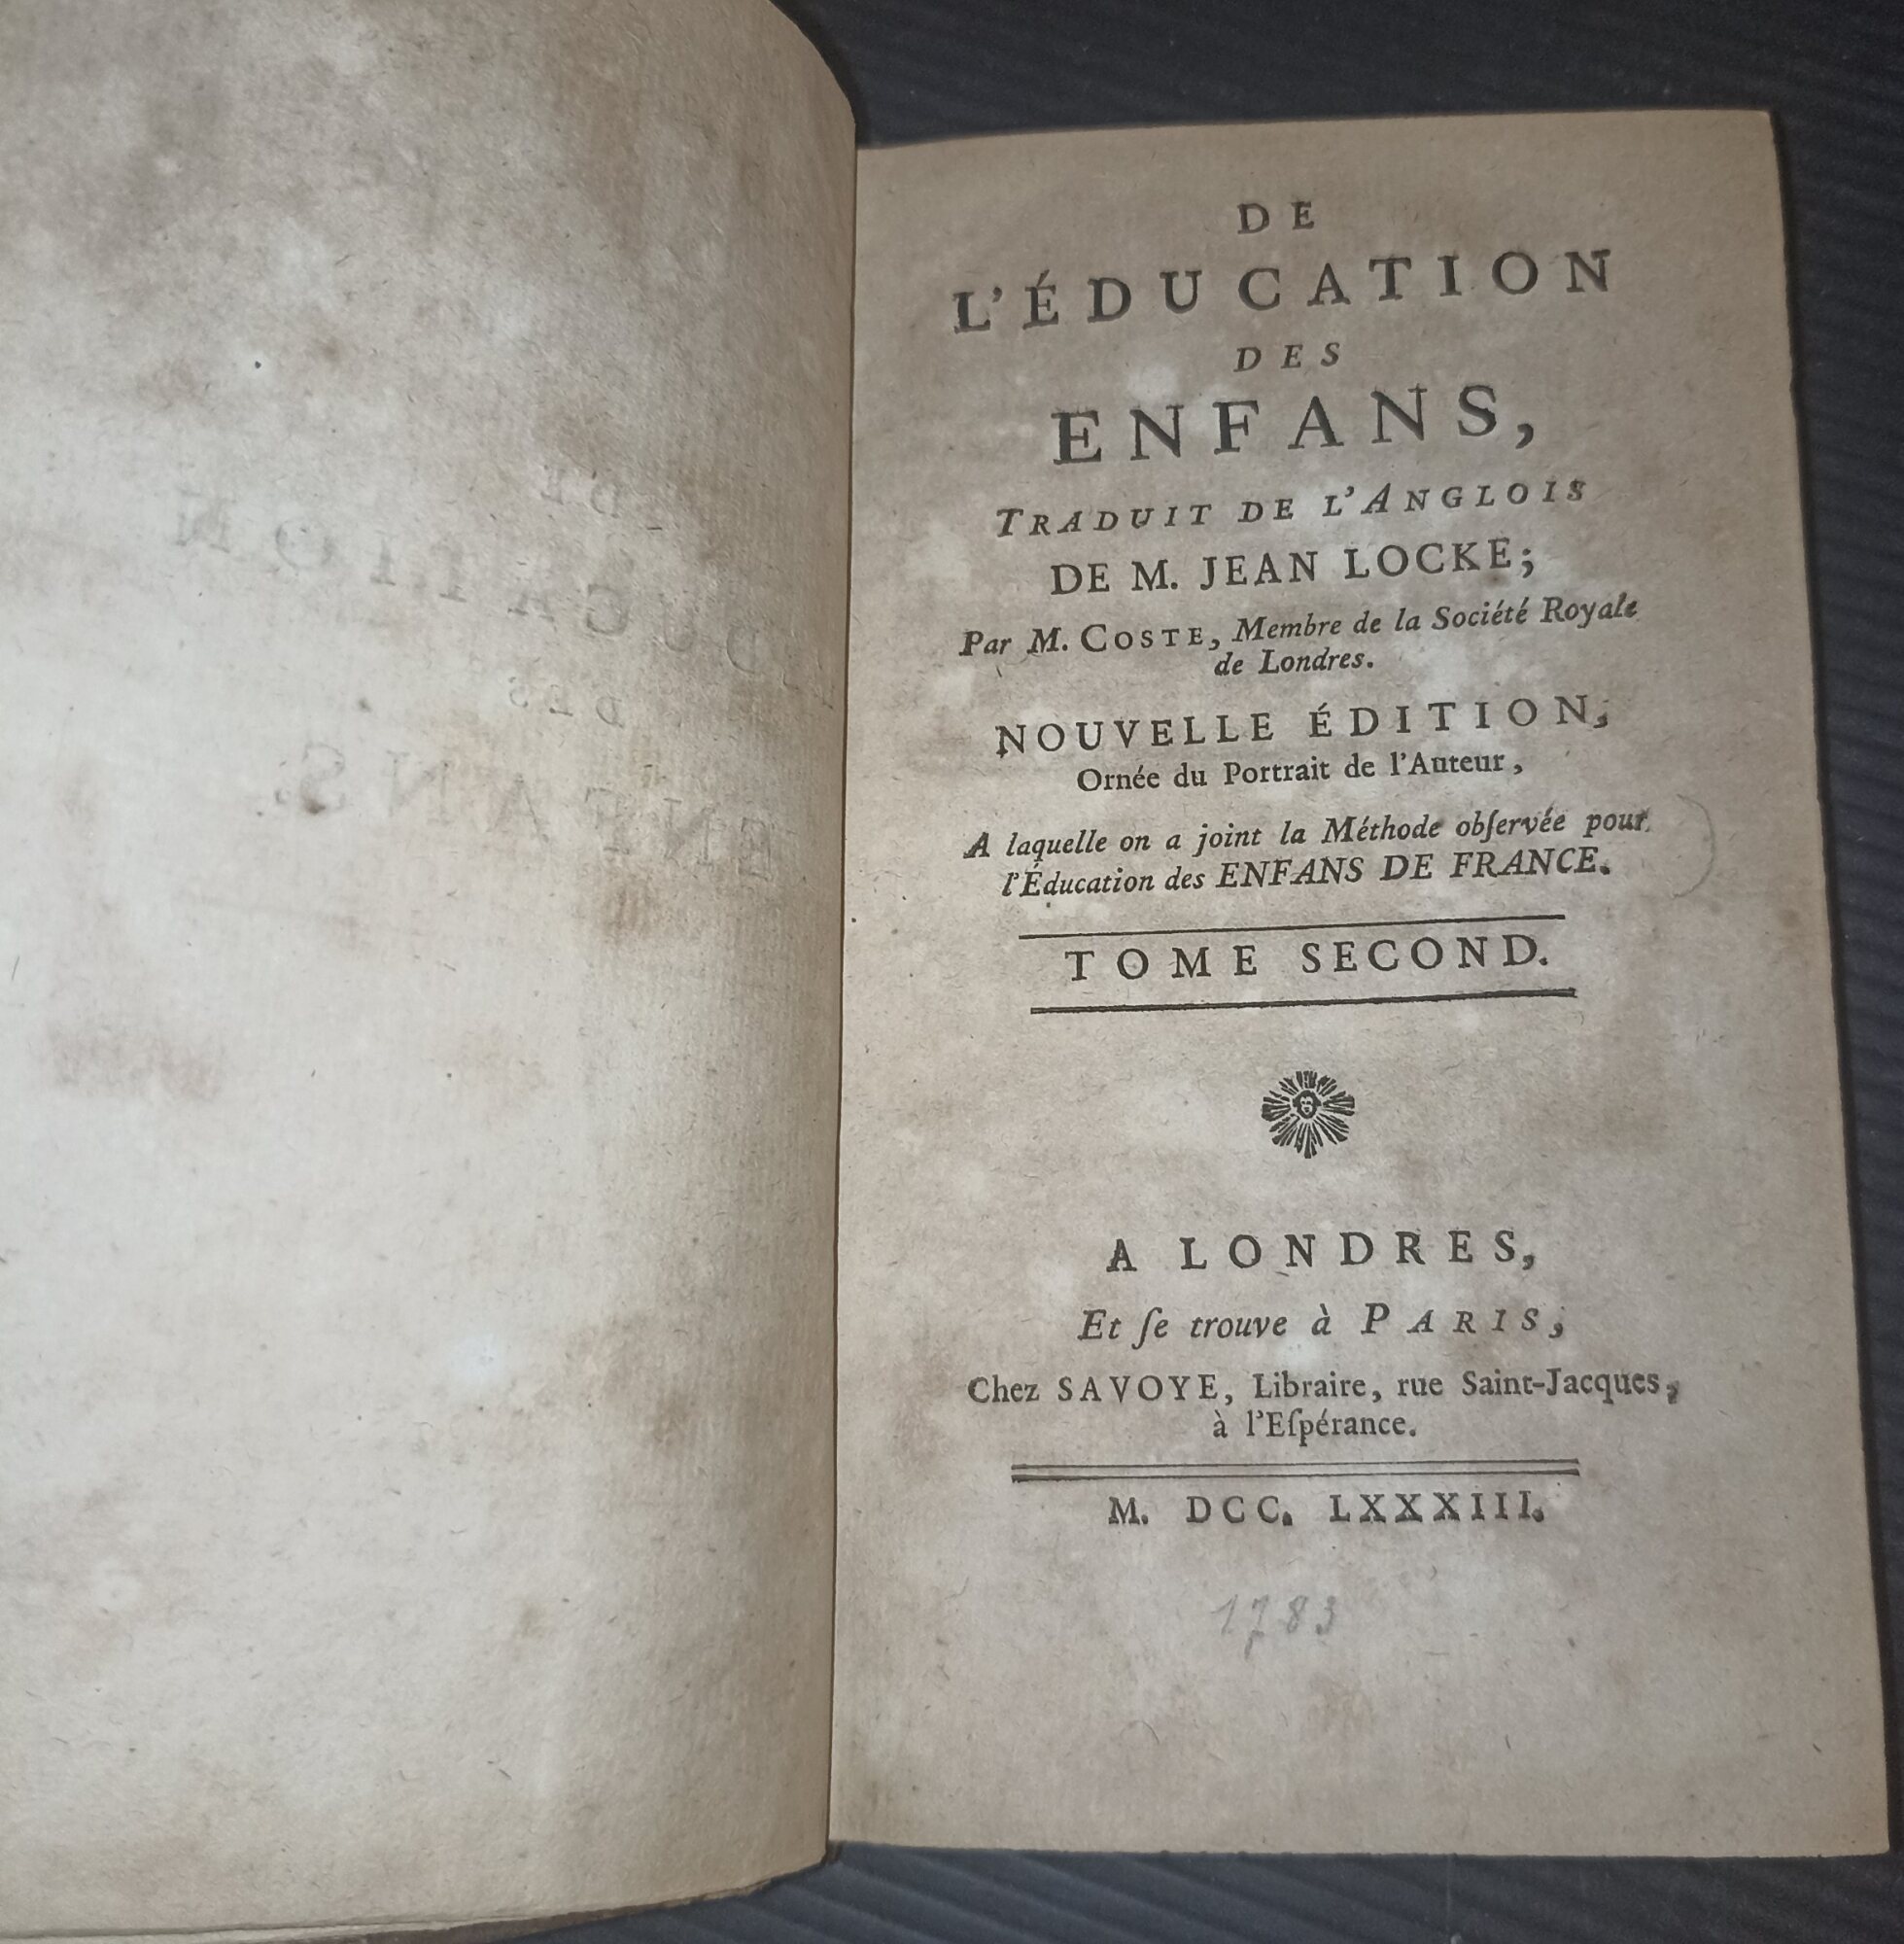 DE
L'ÉDUCATION
DES
ENFANS,
TRADUIT DE L'ANGLOIS
DE M. JEAN LOCKE;
Par M. COSTE, Membre de la Société Royale
de Londres.
NOUVELLE ÉDITION,
Ornée du Portrait de l'Auteur,
A laquelle on a joint la Méthode obſervée pour
l'Éducation des ENFANS DE FRANCE.
TOME SECOND.
A LONDRES,
Et ſe trouve à PARIS,
Chez SAVOYE, Libraire, rue Saint-Jacques,
à l'Eſpérance.
M. DCC. LXXXIII.
1783